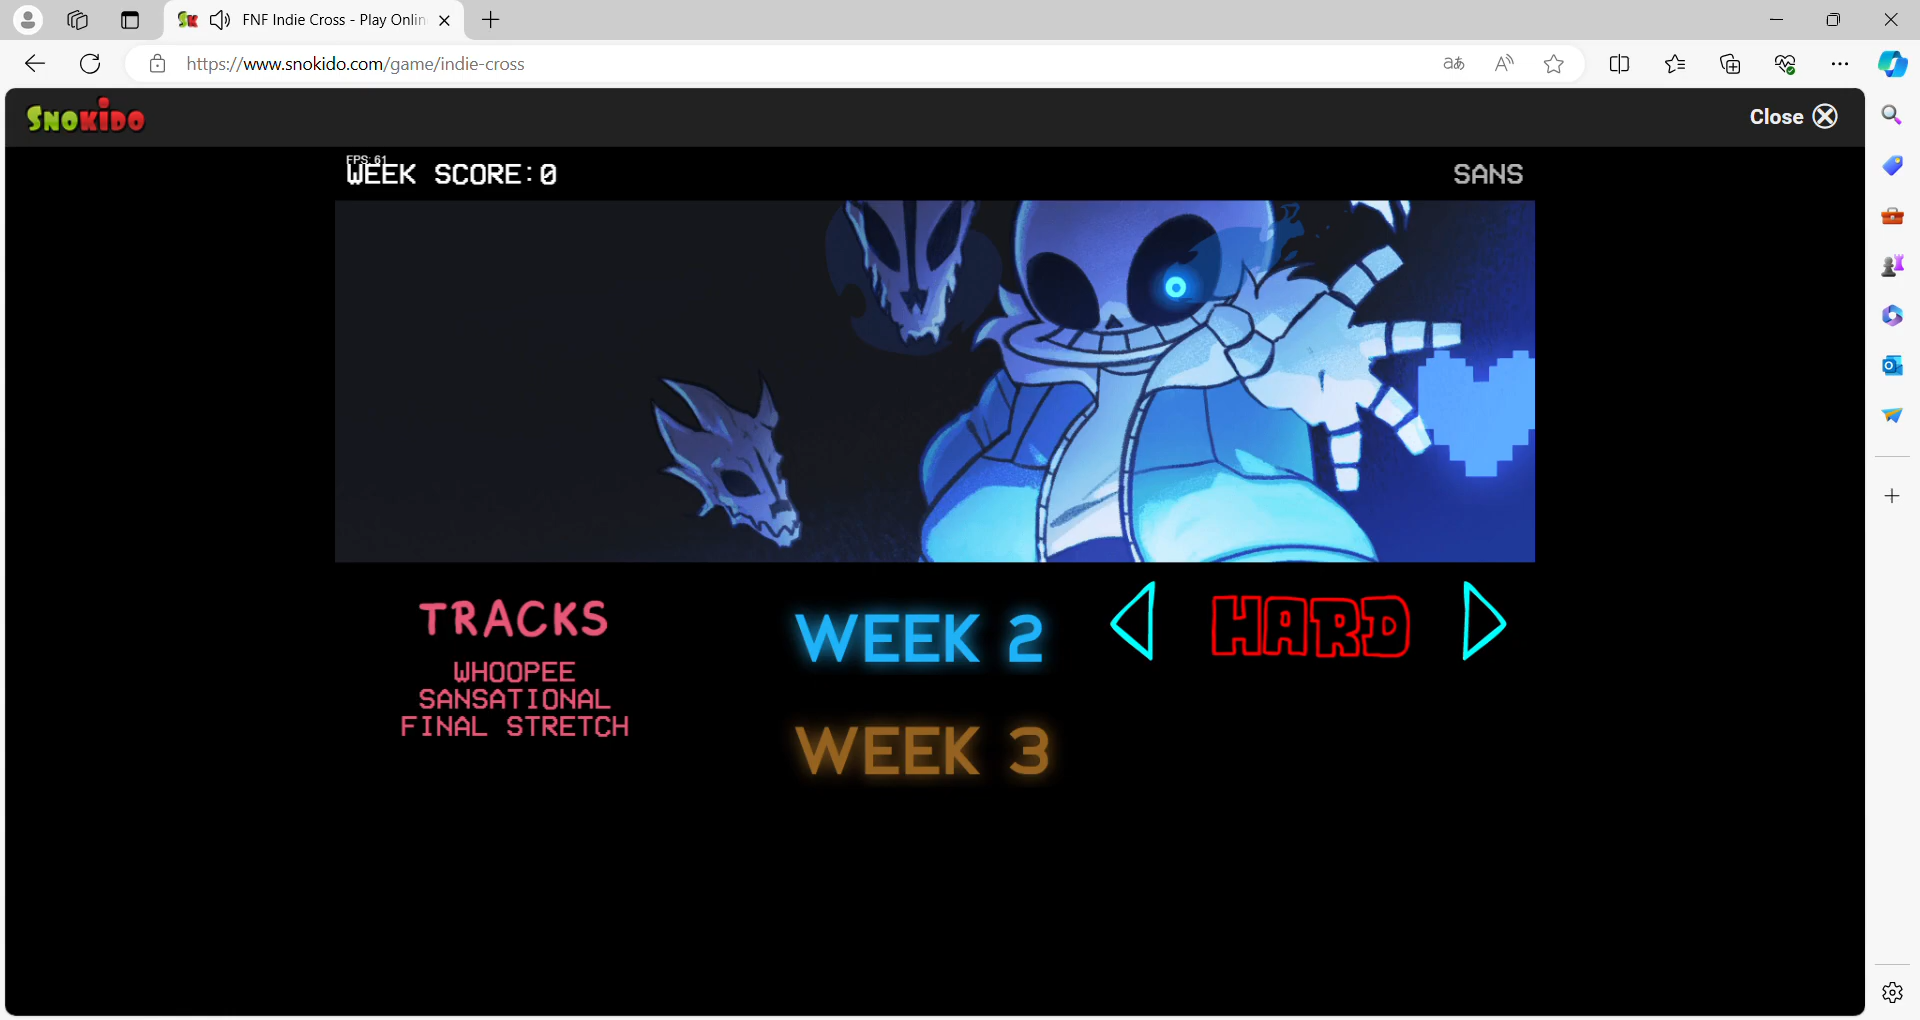 FNF Indie Cross - Play Onlin
https://www.snokido.com/game/indie-cross
SNOKIDO
Close
FPS: 61
WEEK SCORE:0
SANS
TRACKS
WHOOPEE
SANSATIONAL
FINAL STRETCH
WEEK 2
HARD
WEEK 3